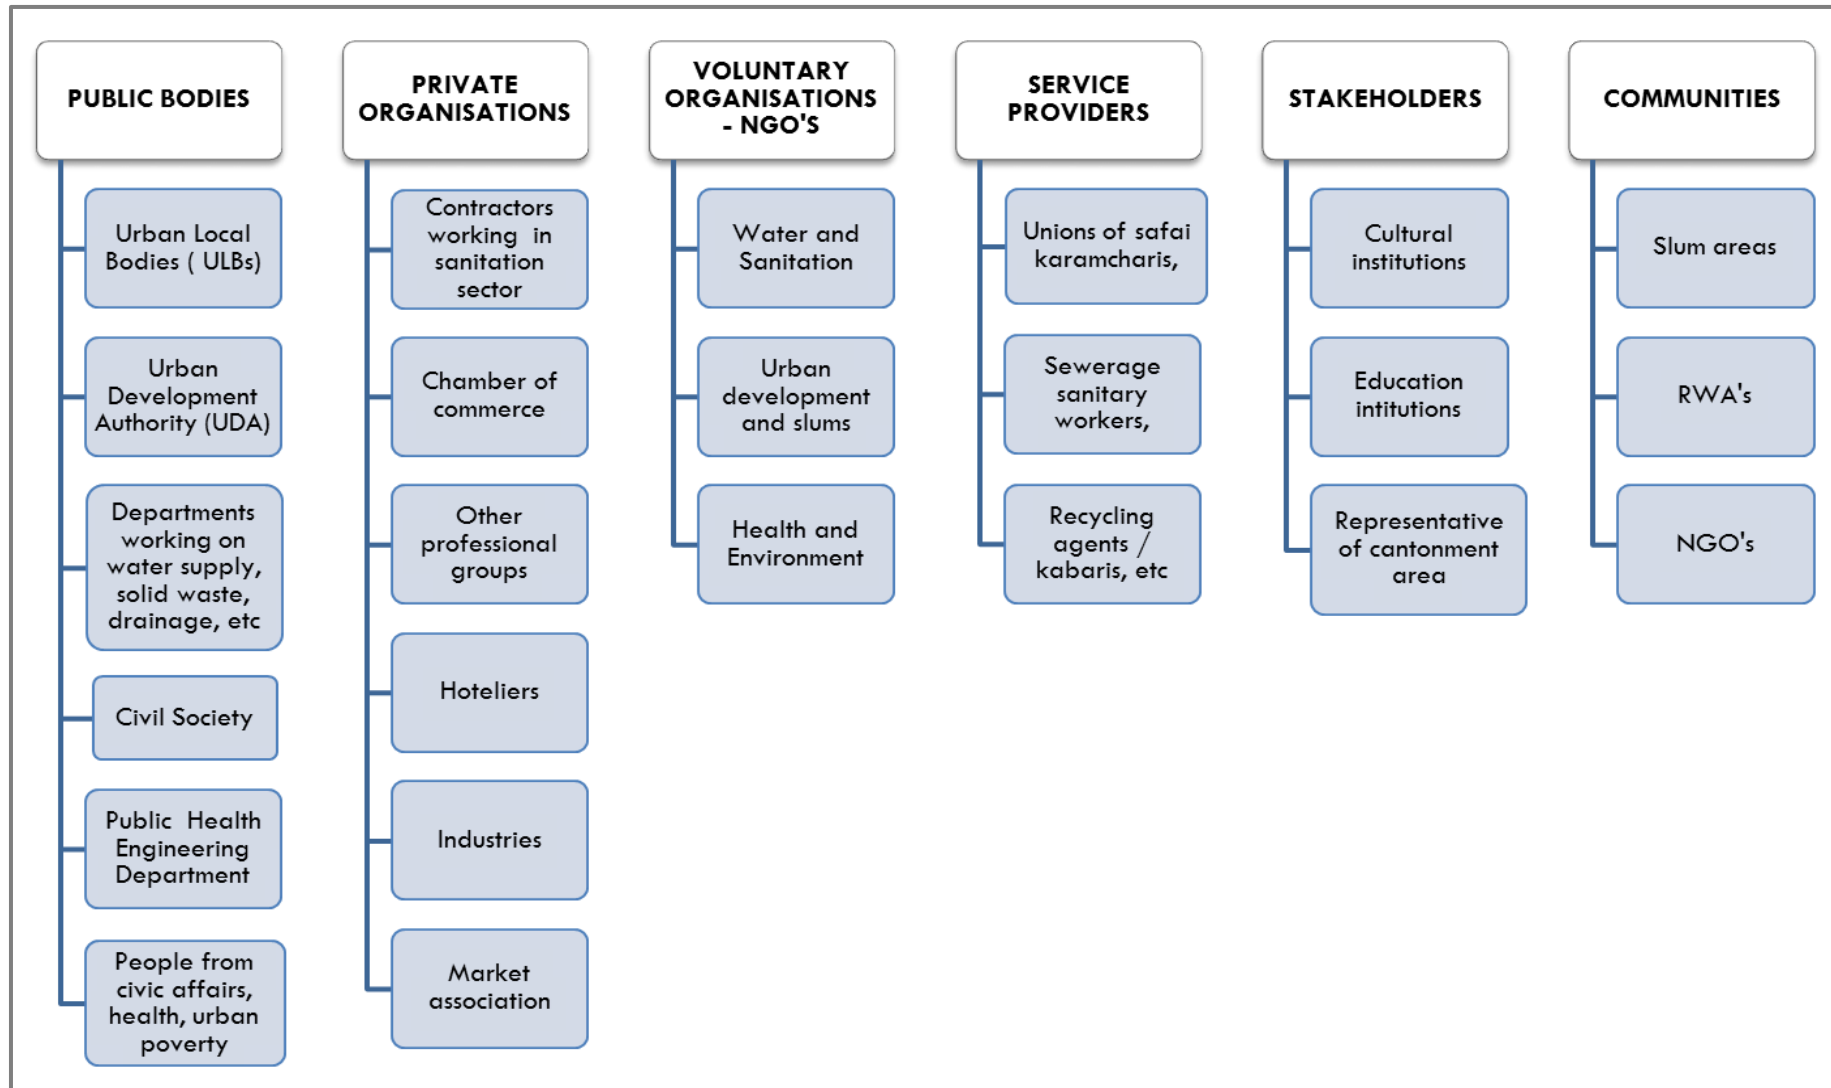 PUBLIC BODIES
Urban Local
Bodies ( ULBs)
Urban
Development
Authority (UDA)
Departments
working on
water supply,
solid waste,
drainage, etc
Civil Society
Public  Health
Engineering
Department
People from
civic affairs,
health, urban
poverty
PRIVATE
ORGANISATIONS
Contractors
working  in
sanitation
sector
Chamber of
commerce
Other
professional
groups
Hoteliers
Industries
Market
association
VOLUNTARY
ORGANISATIONS
- NGO'S
Water and
Sanitation
Urban
development
and slums
Health and
Environment
SERVICE
PROVIDERS
Unions of safai
karamcharis,
Sewerage
sanitary
workers,
Recycling
agents /
kabaris, etc
STAKEHOLDERS
Cultural
institutions
Education
intitutions
Representative
of cantonment
area
COMMUNITIES
Slum areas
RWA's
NGO's